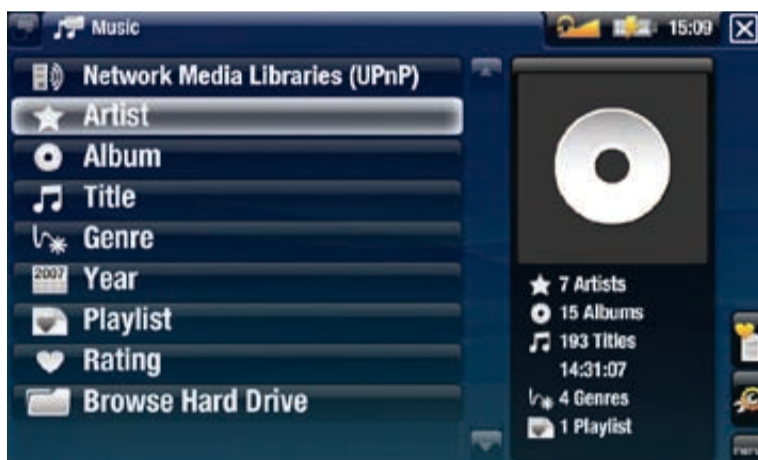 Music
15:09
Network Media Libraries (UPnP)
Artist
Album
Title
Genre
2007
Year
Playlist
Rating
Browse Hard Drive
7 Artists
15 Albums
193 Titles
14:31:07
4 Genres
1 Playlist